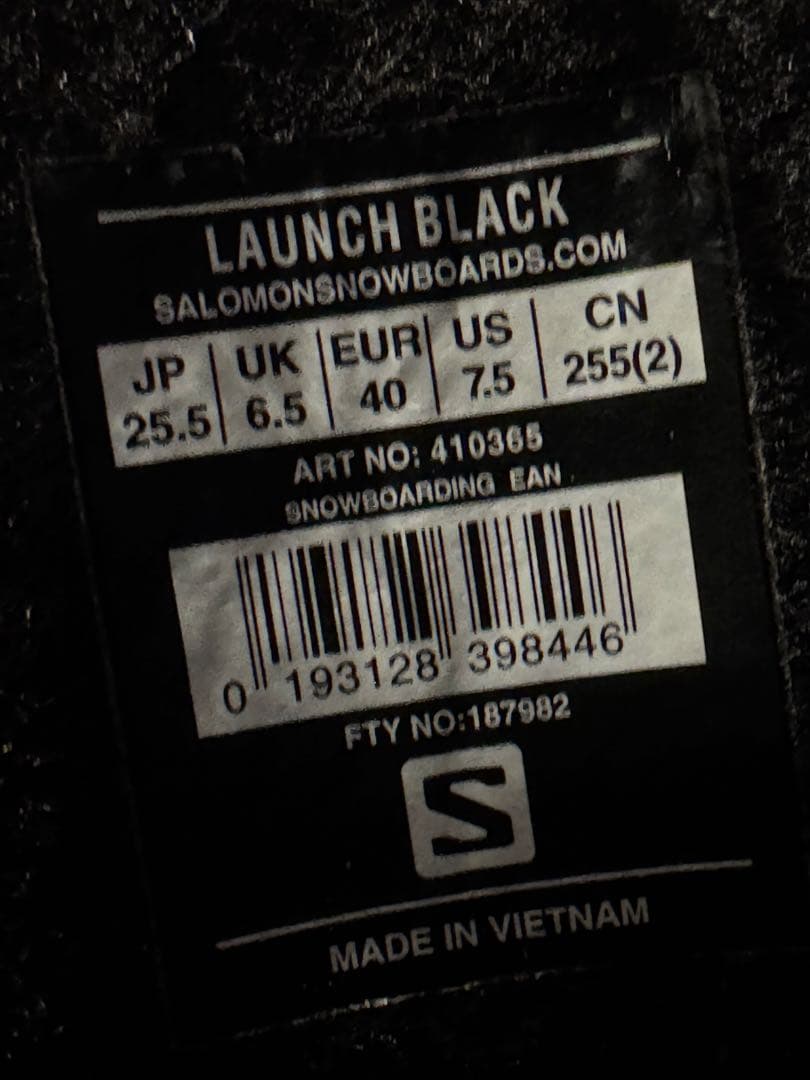 LAUNCH BLACK
SALOMONSNOWBOARDS.COM
JP UK EUR US CN
25.5 6.5 40 7.5 255(2)
ART NO: 410365
SNOWBOARDING EAN
0 193128 398446
FTY NO:187982
S
MADE IN VIETNAM